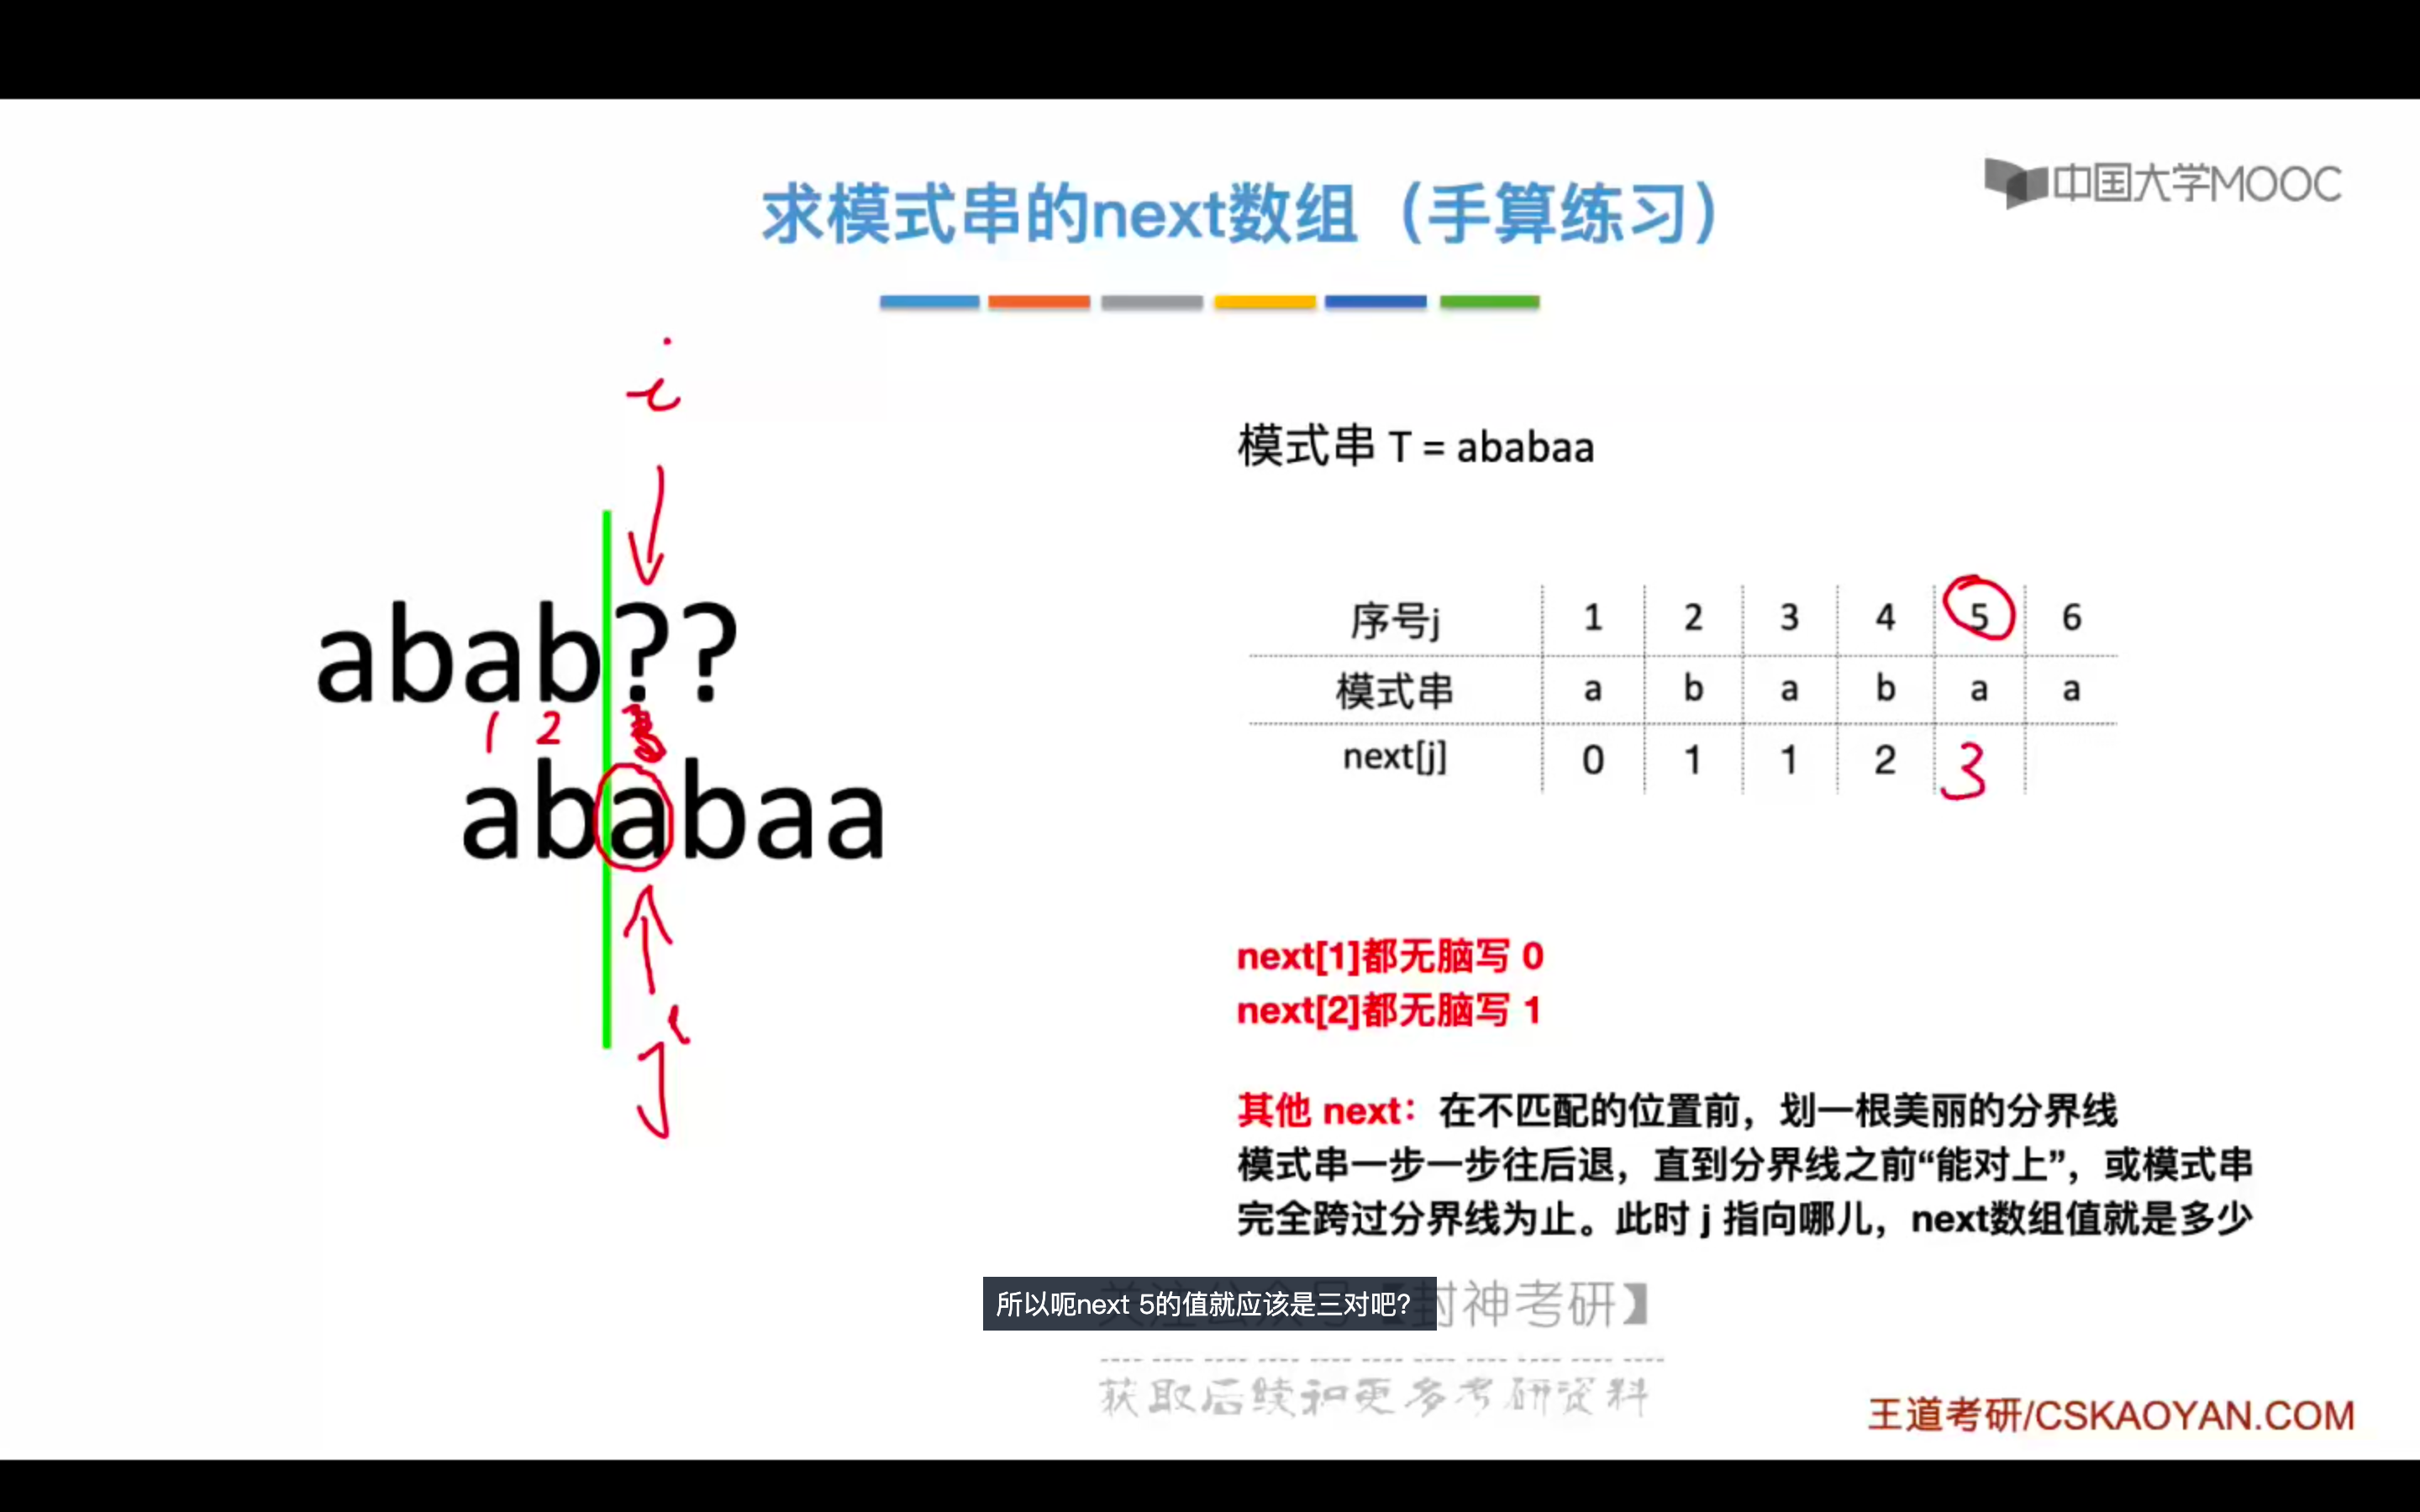 求模式串的next数组（手算练习）
中国大学MOOC
i
模式串 T = ababaa
abab??
1 2 3
ababaa
j
序号j 1 2 3 4 5 6
模式串 a b a b a a
next[j] 0 1 1 2 3
next[1]都无脑写 0
next[2]都无脑写 1
其他 next：在不匹配的位置前，划一根美丽的分界线
模式串一步一步往后退，直到分界线之前“能对上”，或模式串
完全跨过分界线为止。此时 j 指向哪儿，next数组值就是多少
所以呃next 5的值就应该是三对吧?
封神考研】
获取后续和更多考研资料
王道考研/CSKAOYAN.COM